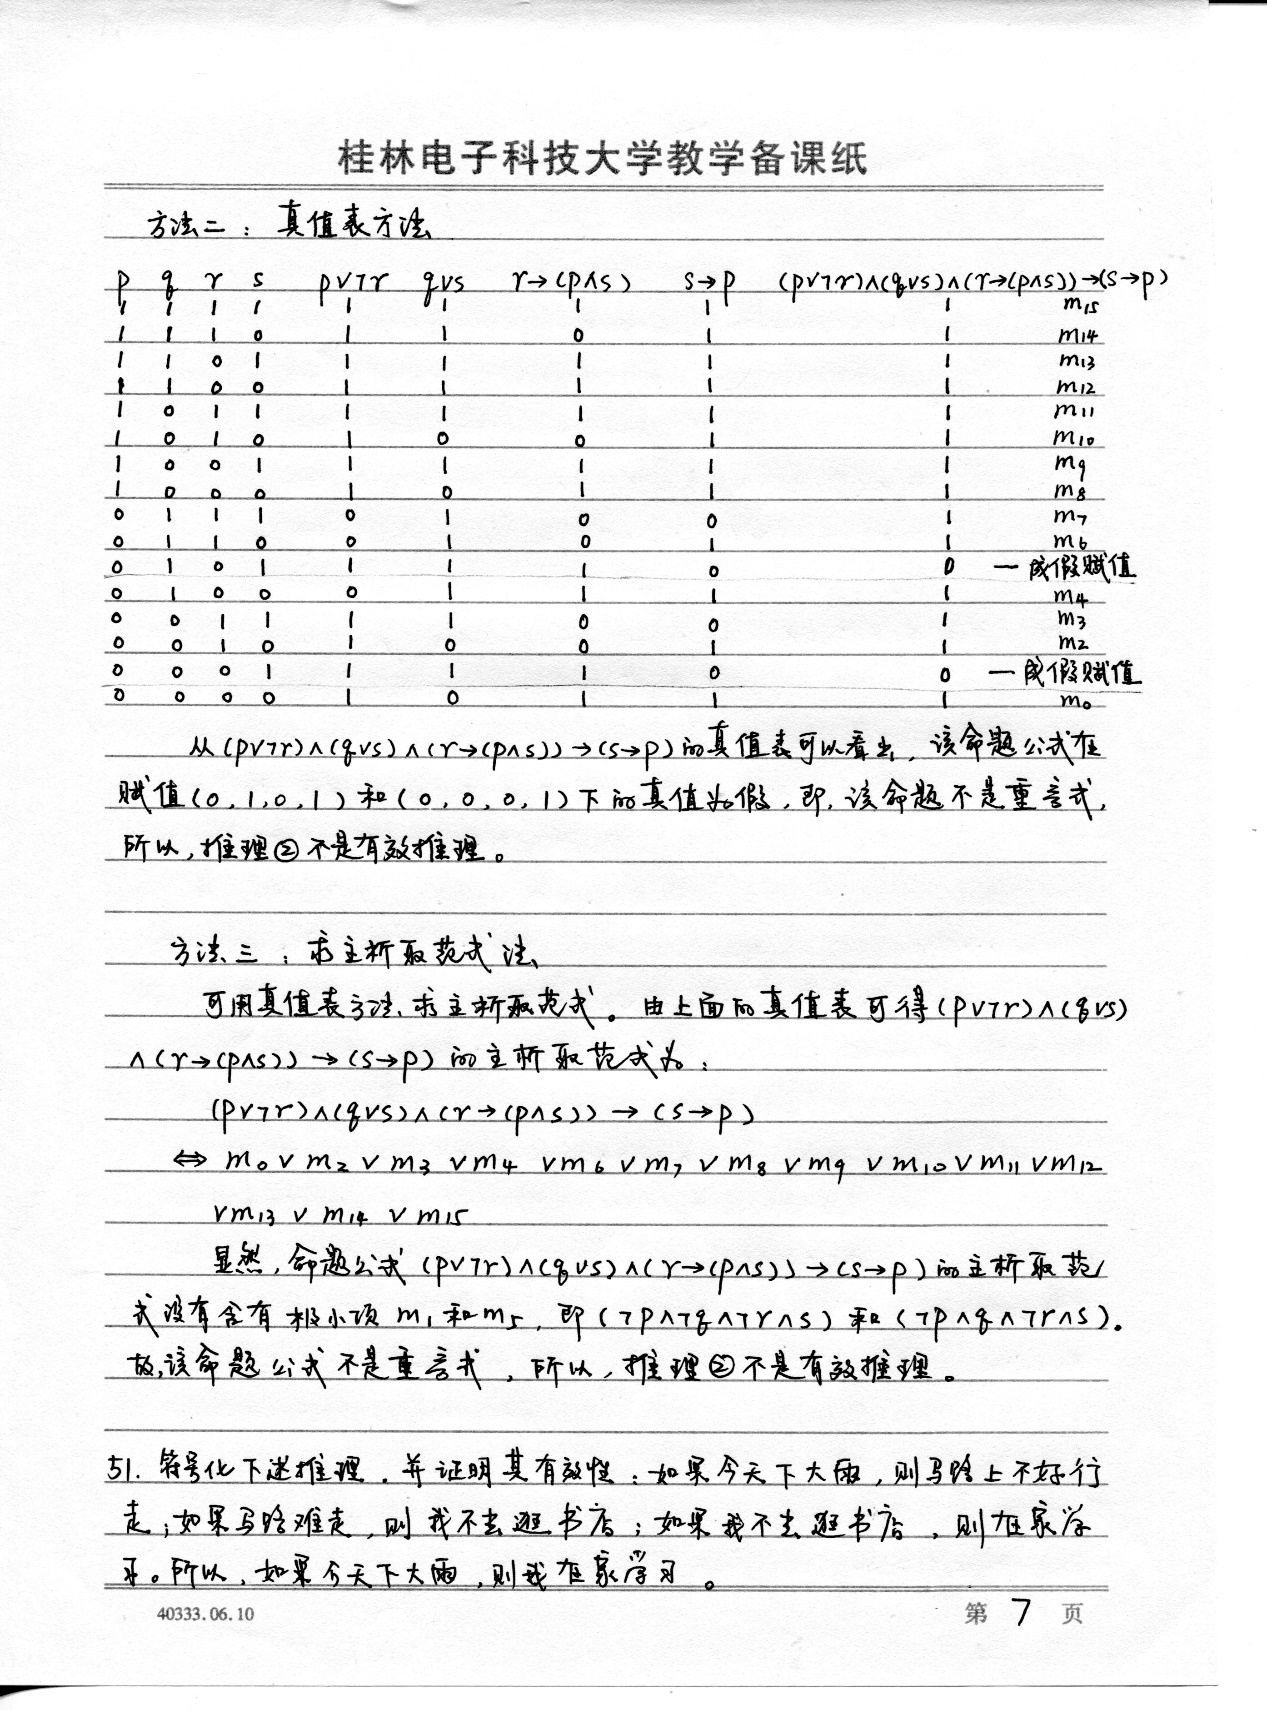 桂林电子科技大学教学备课纸
方法二：真值表方法
p q r s p∨¬r q∨s r→(p∧s) s→p (p∨¬r)∧(q∨s)∧(r→(p∧s))→(s→p)
1 1 1 1 1 1 1 1 1 m15
1 1 1 0 1 1 0 1 1 m14
1 1 0 1 1 1 1 1 1 m13
1 1 0 0 1 1 1 1 1 m12
1 0 1 1 1 1 1 1 1 m11
1 0 1 0 1 0 0 1 1 m10
1 0 0 1 1 1 1 1 1 m9
1 0 0 0 1 0 1 1 1 m8
0 1 1 1 0 1 0 0 1 m7
0 1 1 0 0 1 0 1 1 m6
0 1 0 1 1 1 1 0 0 —成假赋值
0 1 0 0 0 1 1 1 1 m4
0 0 1 1 1 1 0 0 1 m3
0 0 1 0 1 0 0 1 1 m2
0 0 0 1 1 1 1 0 0 —成假赋值
0 0 0 0 1 0 1 1 1 m0
从(p∨¬r)∧(q∨s)∧(r→(p∧s))→(s→p)的真值表可以看出，该命题公式在
赋值(0,1,0,1)和(0,0,0,1)下的真值为假，即，该命题不是重言式，
所以，推理②不是有效推理。
方法三：求主析取范式法
可用真值表方法求主析取范式。由上面的真值表可得(p∨¬r)∧(q∨s)
∧(r→(p∧s))→(s→p)的主析取范式为：
(p∨¬r)∧(q∨s)∧(r→(p∧s))→(s→p)
⇔ m0∨m2∨m3∨m4∨m6∨m7∨m8∨m9∨m10∨m11∨m12
∨m13∨m14∨m15
显然，命题公式(p∨¬r)∧(q∨s)∧(r→(p∧s))→(s→p)的主析取范
式没有含有极小项m1和m5，即(¬p∧¬q∧¬r∧s)和(¬p∧q∧¬r∧s)。
故，该命题公式不是重言式，所以，推理②不是有效推理。
51. 符号化下述推理，并证明其有效性：如果今天下大雨，则马路上不好行
走；如果马路难走，则我不去逛书店；如果我不去逛书店，则在家学
习。所以，如果今天下大雨，则我在家学习。
40333.06.10 第 7 页